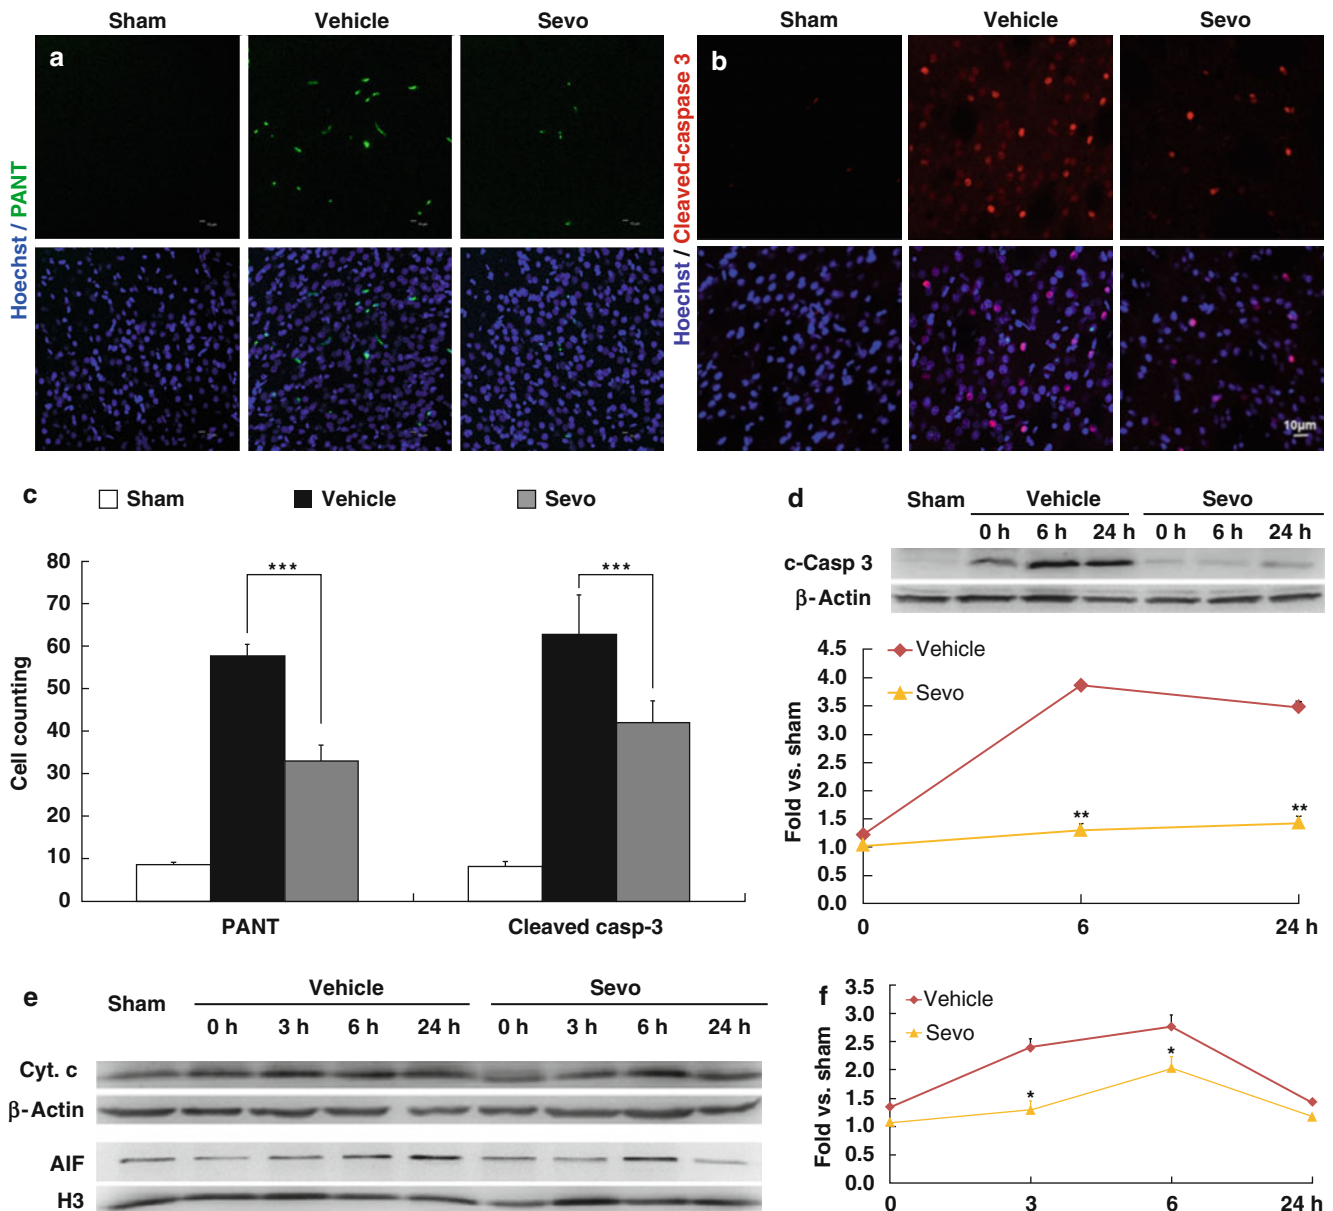 Sham Vehicle Sevo
a
Hoechst / PANT
Sham Vehicle Sevo
b
Hoechst / Cleaved-caspase 3
10µm
c Sham Vehicle Sevo
Cell counting
80
70
60
50
40
30
20
10
0
*** ***
PANT Cleaved casp-3
d Sham Vehicle Sevo
0 h 6 h 24 h 0 h 6 h 24 h
c-Casp 3
β-Actin
Fold vs. sham
4.5
4.0
3.5
3.0
2.5
2.0
1.5
1.0
0.5
0.0
Vehicle
Sevo
** **
0 6 24 h
e Sham Vehicle Sevo
0 h 3 h 6 h 24 h 0 h 3 h 6 h 24 h
Cyt. c
β-Actin
AIF
H3
f
Fold vs. sham
3.5
3.0
2.5
2.0
1.5
1.0
0.5
0.0
Vehicle
Sevo
* *
0 3 6 24 h